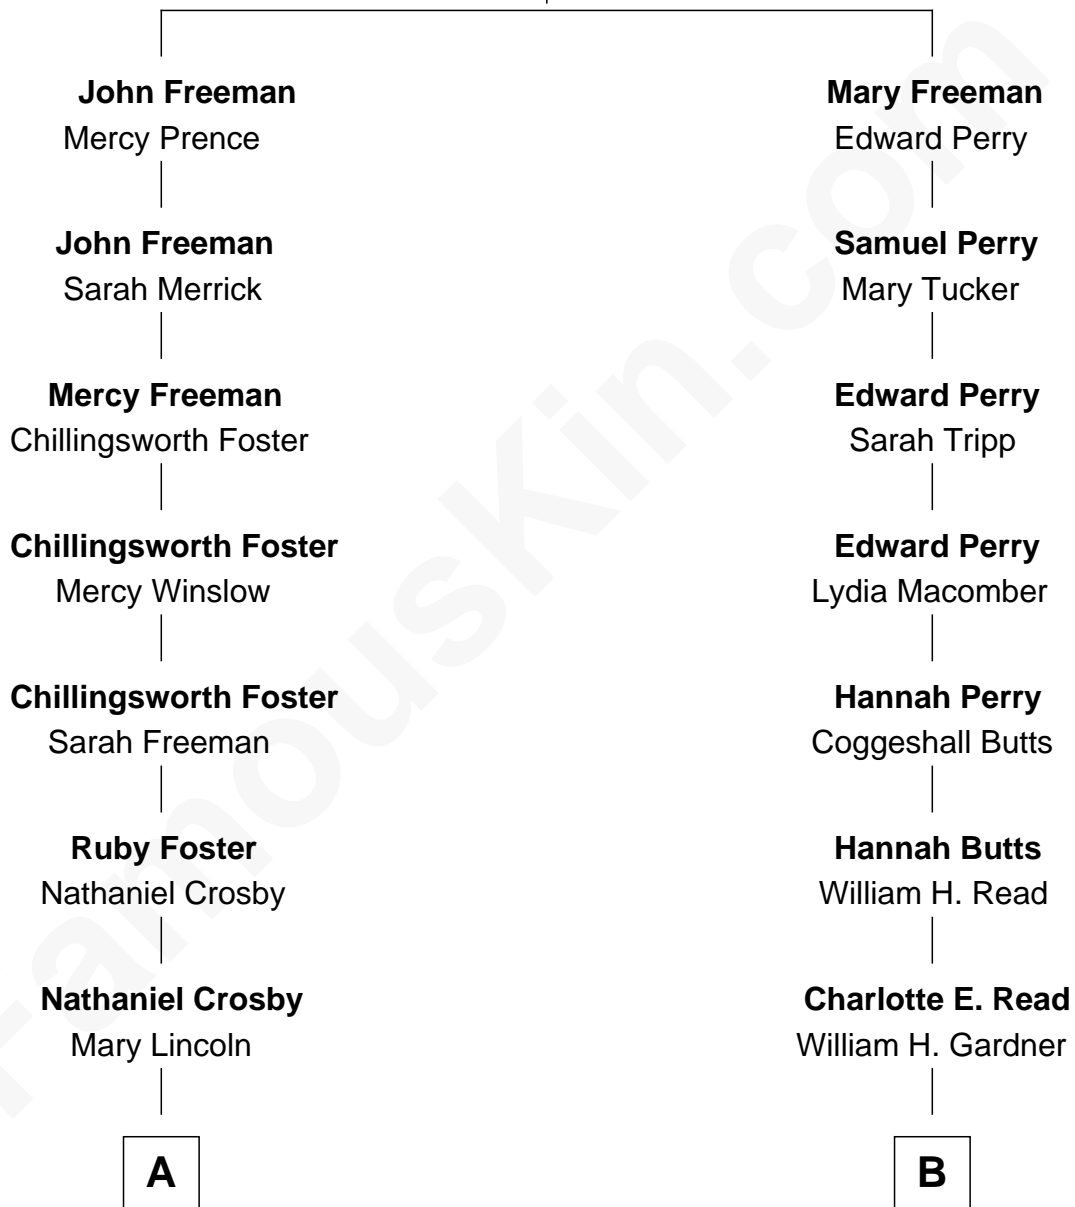 John Freeman
Mercy Prence
John Freeman
Sarah Merrick
Mercy Freeman
Chillingsworth Foster
Chillingsworth Foster
Mercy Winslow
Chillingsworth Foster
Sarah Freeman
Ruby Foster
Nathaniel Crosby
Nathaniel Crosby
Mary Lincoln
A
Mary Freeman
Edward Perry
Samuel Perry
Mary Tucker
Edward Perry
Sarah Tripp
Edward Perry
Lydia Macomber
Hannah Perry
Coggeshall Butts
Hannah Butts
William H. Read
Charlotte E. Read
William H. Gardner
B
FamousKin.com